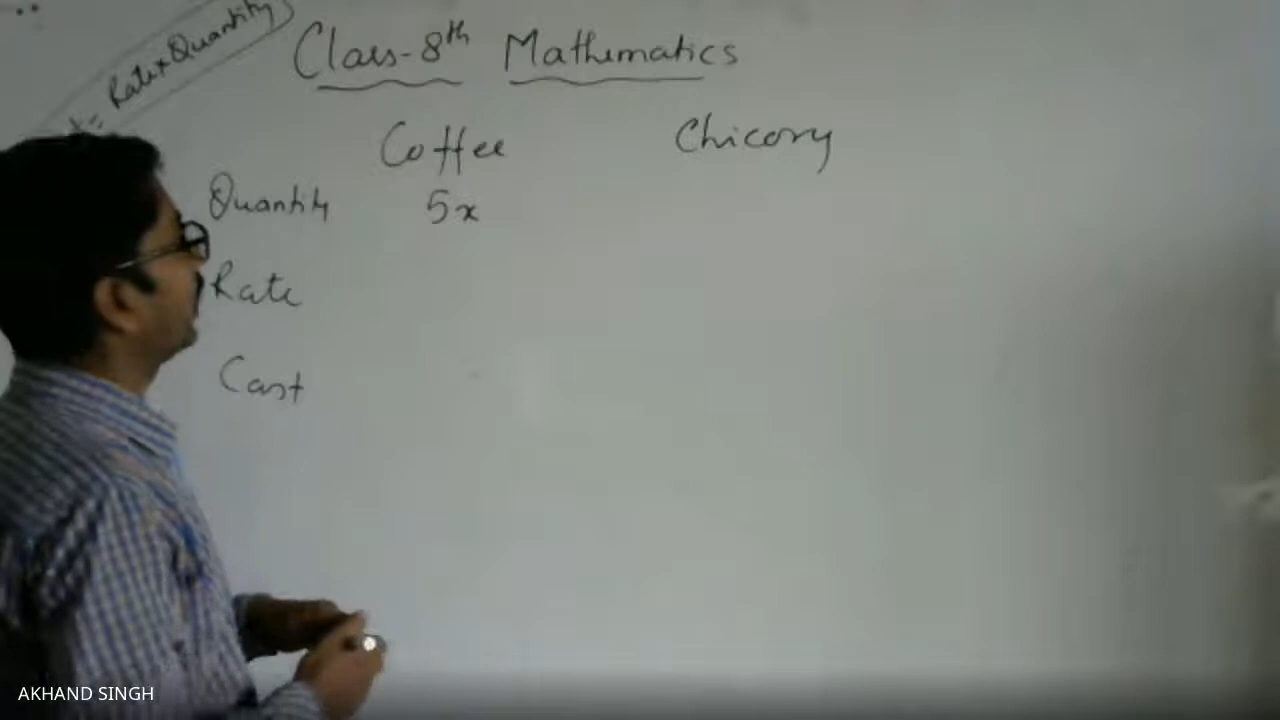 = Rate x Quantity
Class-8th Mathematics
Coffee Chicory
Quantity 5x
Rate
Cost
AKHAND SINGH